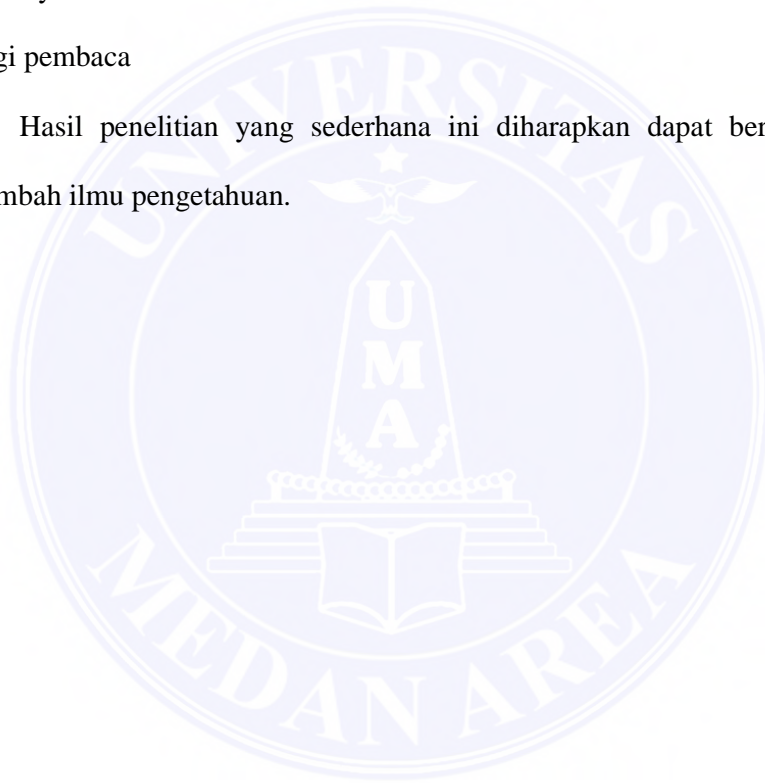 gi pembaca
Hasil penelitian yang sederhana ini diharapkan dapat ber
mbah ilmu pengetahuan.
UNIVERSITAS
UMA
MEDAN AREA